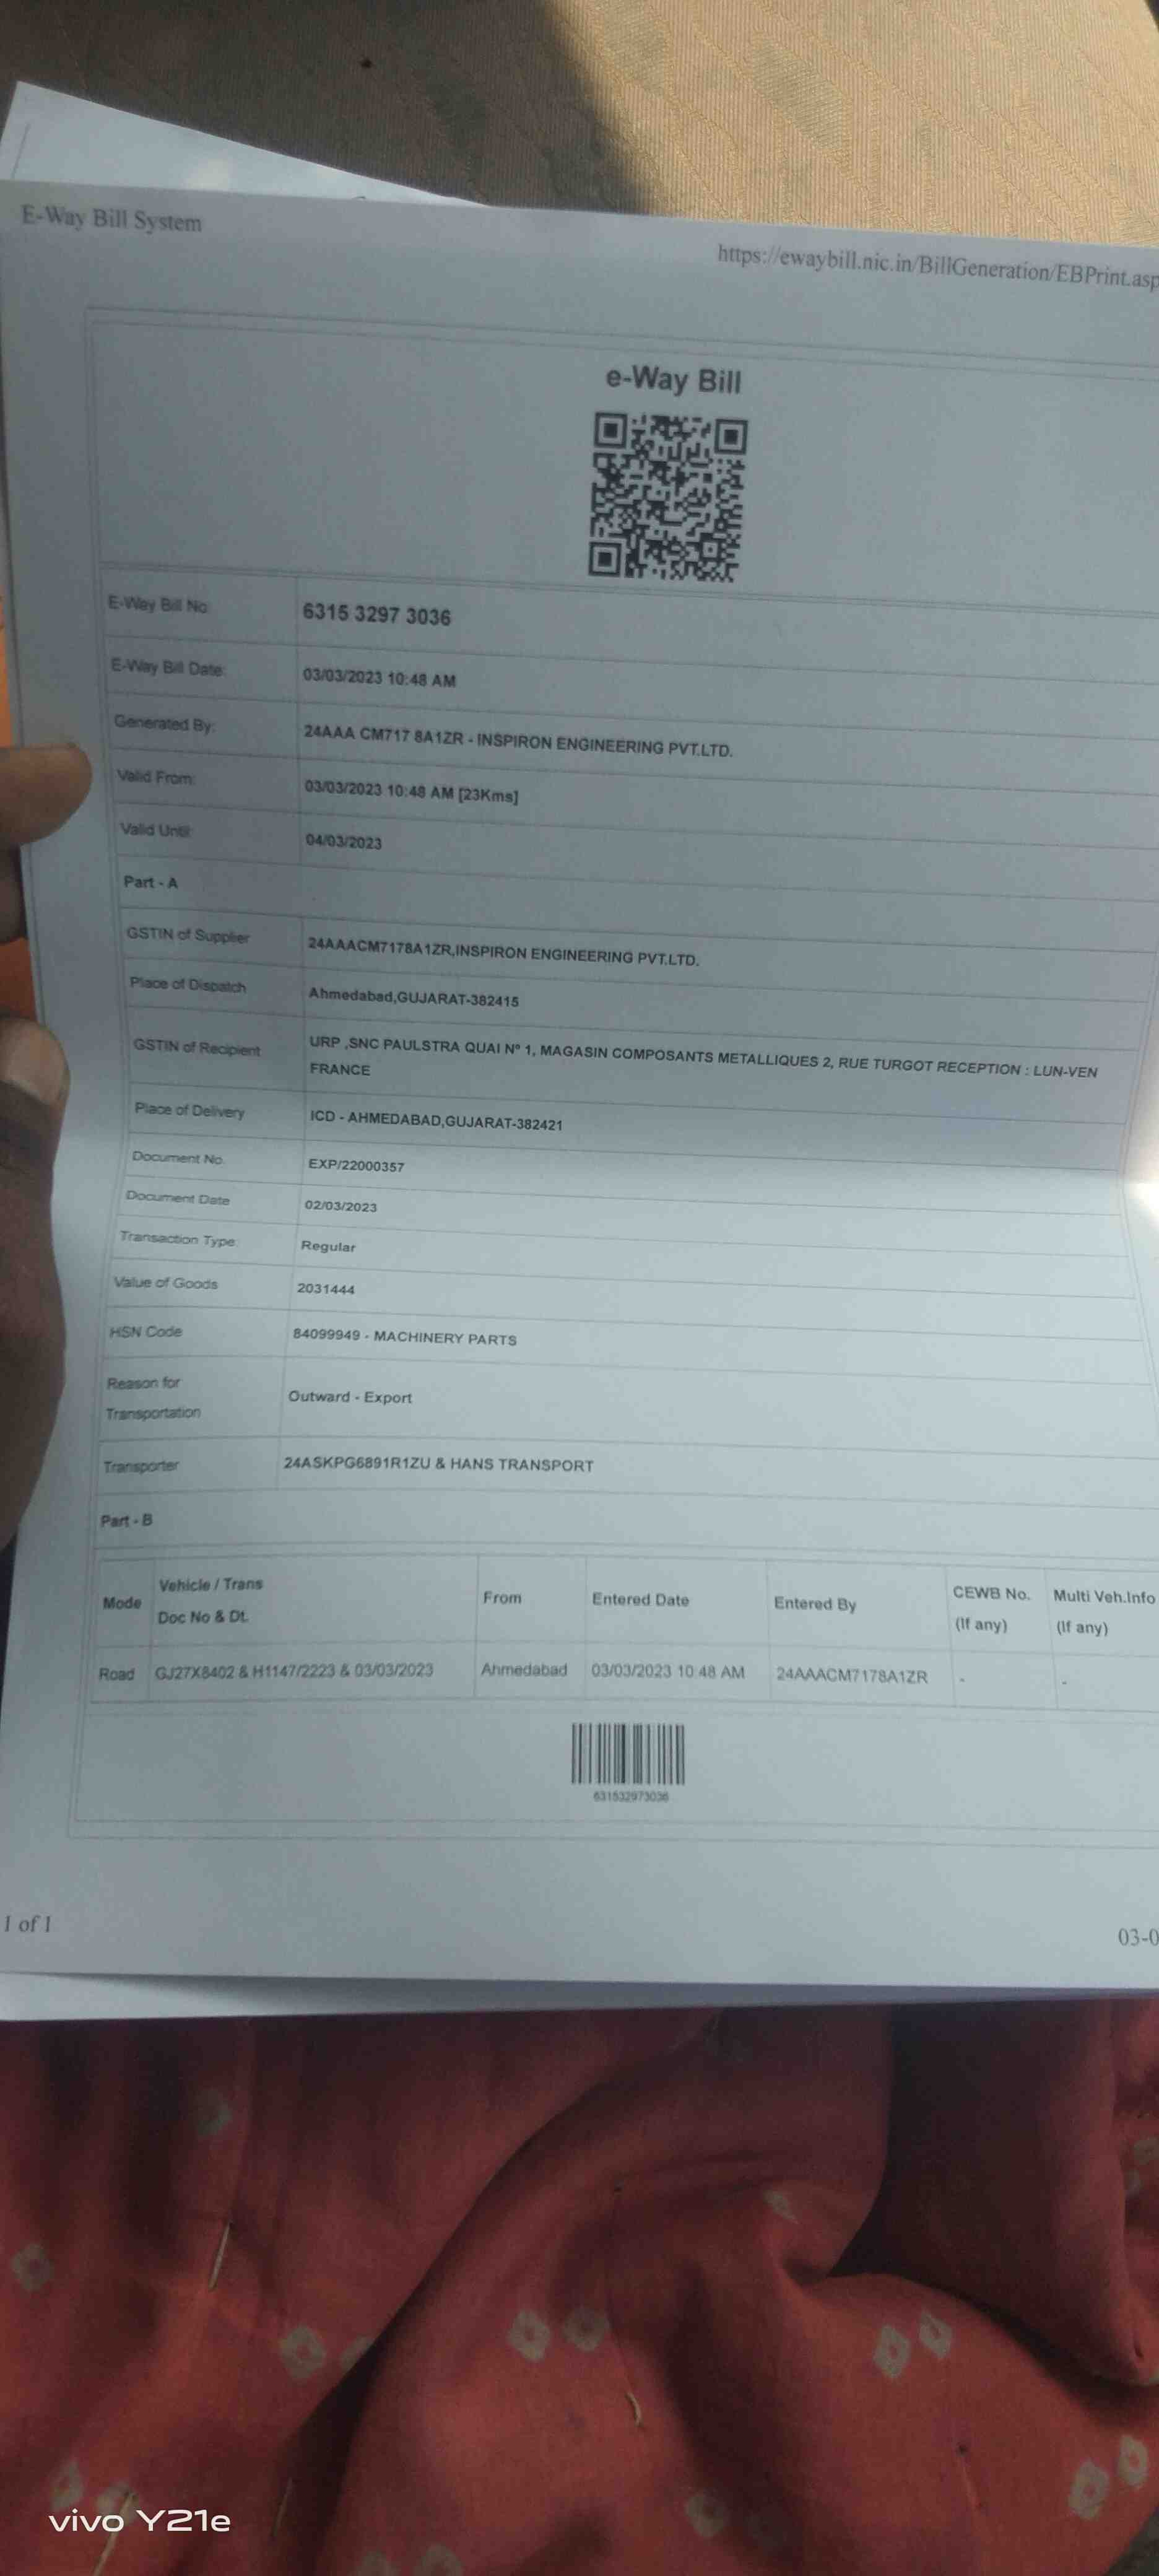 E-Way Bill System
https://ewaybill.nic.in/BillGeneration/EBPrint.asp
e-Way Bill
E-Way Bill No: 6315 3297 3036
E-Way Bill Date: 03/03/2023 10:48 AM
Generated By: 24AAA CM717 8A1ZR - INSPIRON ENGINEERING PVT.LTD.
Valid From: 03/03/2023 10:48 AM [23Kms]
Valid Until: 04/03/2023
Part - A
GSTIN of Supplier 24AAACM7178A1ZR,INSPIRON ENGINEERING PVT.LTD.
Place of Dispatch Ahmedabad,GUJARAT-382415
GSTIN of Recipient URP ,SNC PAULSTRA QUAI Nº 1, MAGASIN COMPOSANTS METALLIQUES 2, RUE TURGOT RECEPTION : LUN-VEN
FRANCE
Place of Delivery ICD - AHMEDABAD,GUJARAT-382421
Document No. EXP/22000357
Document Date 02/03/2023
Transaction Type: Regular
Value of Goods 2031444
HSN Code 84099949 - MACHINERY PARTS
Reason for
Transportation Outward - Export
Transporter 24ASKPG6891R1ZU & HANS TRANSPORT
Part - B
Mode Vehicle / Trans Doc No & Dt. From Entered Date Entered By CEWB No. (If any) Multi Veh.Info (If any)
Road GJ27X8402 & H1147/2223 & 03/03/2023 Ahmedabad 03/03/2023 10:48 AM 24AAACM7178A1ZR - -
631532973036
1 of 1
03-0
vivo Y21e